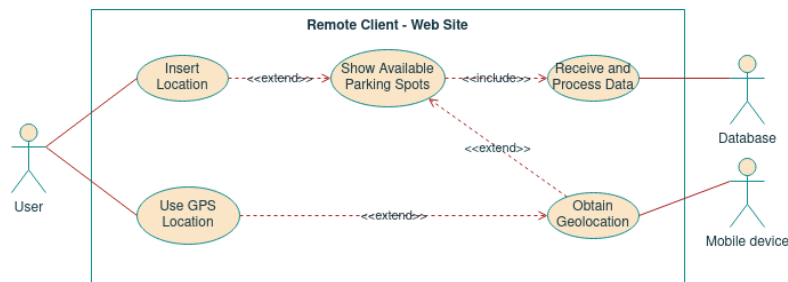 Remote Client - Web Site
Insert
Location
<<extend>>
Show Available
Parking Spots
<<include>>
Receive and
Process Data
Database
<<extend>>
User
Use GPS
Location
<<extend>>
Obtain
Geolocation
Mobile device